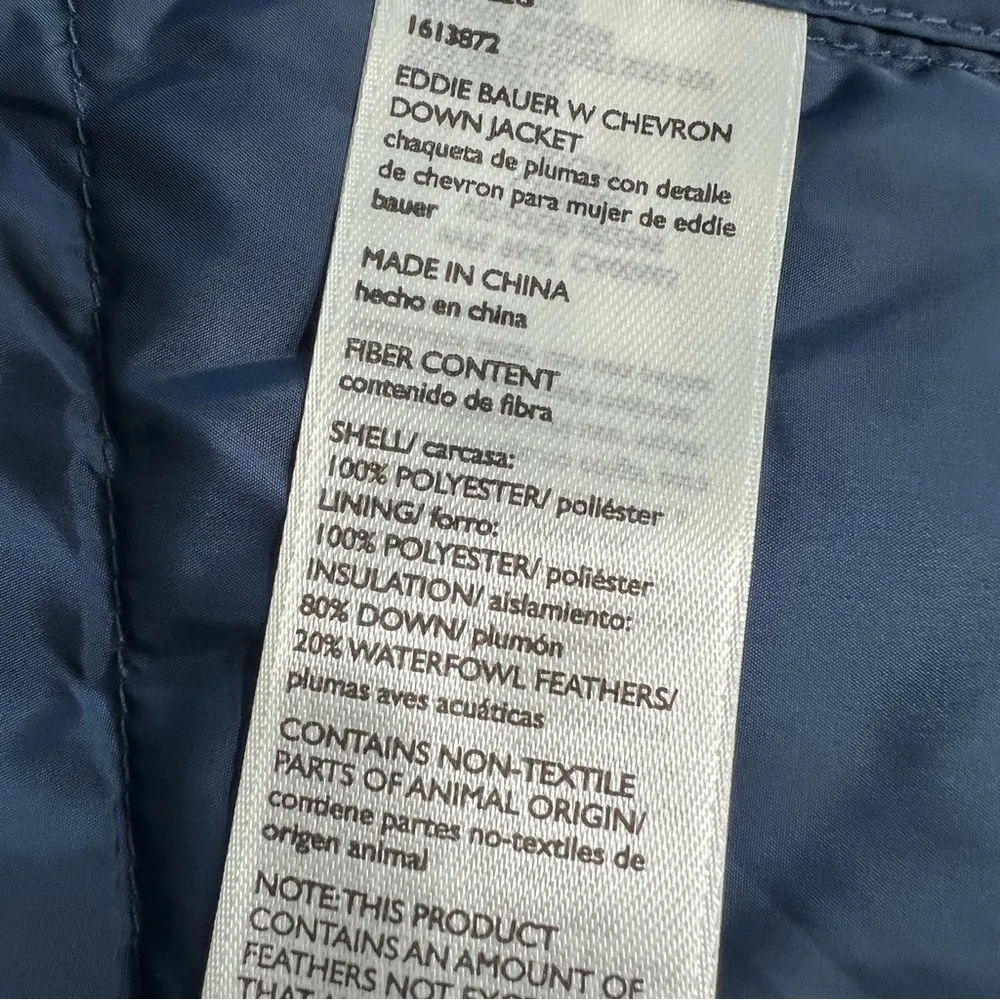 1613872
EDDIE BAUER W CHEVRON
DOWN JACKET
chaqueta de plumas con detalle
de chevron para mujer de eddie
bauer
MADE IN CHINA
hecho en china
FIBER CONTENT
contenido de fibra
SHELL/ carcasa:
100% POLYESTER/ poliéster
LINING/ forro:
100% POLYESTER/ poliéster
INSULATION/ aislamiento:
80% DOWN/ plumón
20% WATERFOWL FEATHERS/
plumas aves acuáticas
CONTAINS NON-TEXTILE
PARTS OF ANIMAL ORIGIN/
contiene partes no-textiles de
origen animal
NOTE: THIS PRODUCT
CONTAINS AN AMOUNT OF
FEATHERS NOT
THAT